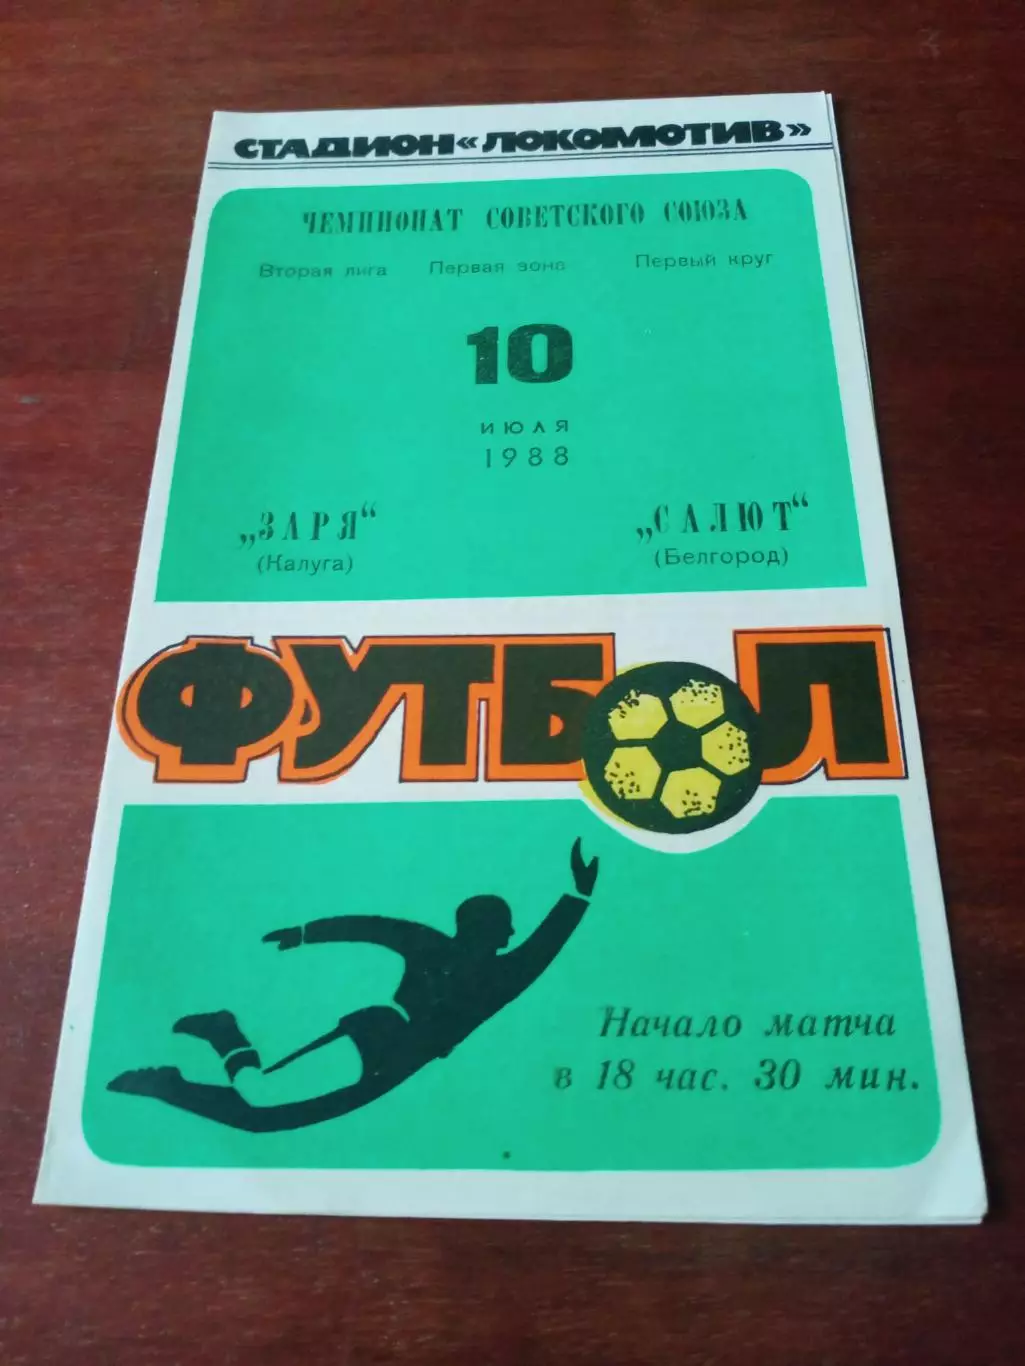 СТАДИОН «ЛОКОМОТИВ»
ЧЕМПИОНАТ СОВЕТСКОГО СОЮЗА
Вторая лига Первая зона Первый круг
10
ИЮЛЯ
1988
„ЗАРЯ“ „САЛЮТ“
(Калуга) (Белгород)
ФУТБОЛ
Начало матча
в 18 час. 30 мин.